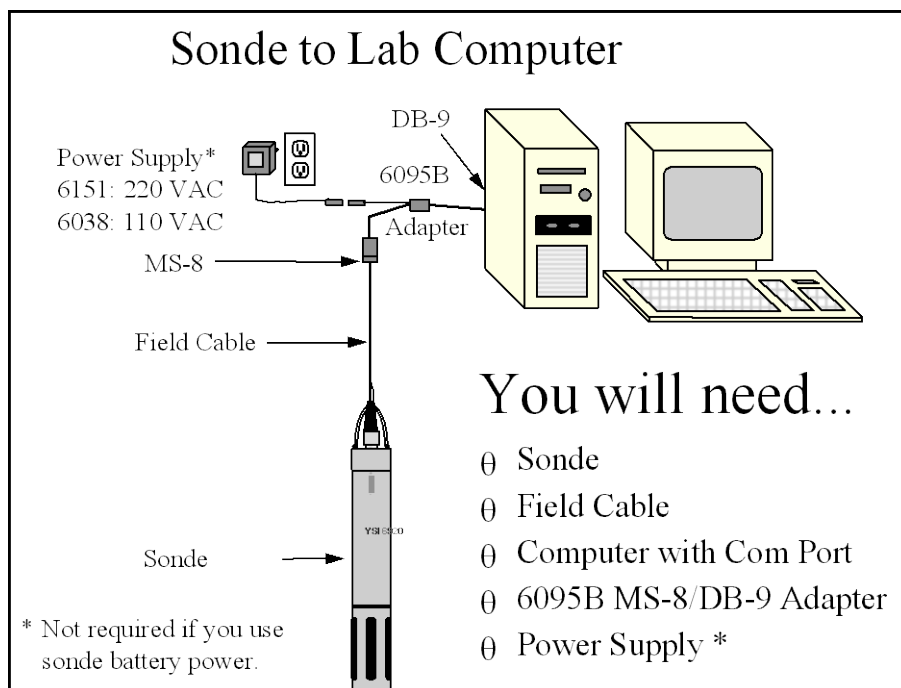 Sonde to Lab Computer
DB-9
Power Supply*
6151: 220 VAC
6038: 110 VAC
6095B
Adapter
MS-8
Field Cable
Sonde
* Not required if you use
sonde battery power.
You will need...
θ Sonde
θ Field Cable
θ Computer with Com Port
θ 6095B MS-8/DB-9 Adapter
θ Power Supply *
YSI